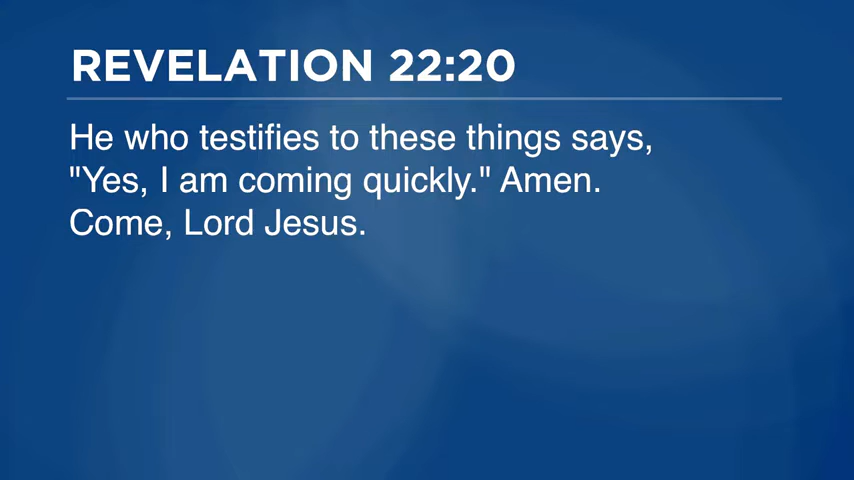 REVELATION 22:20
He who testifies to these things says,
"Yes, I am coming quickly." Amen.
Come, Lord Jesus.